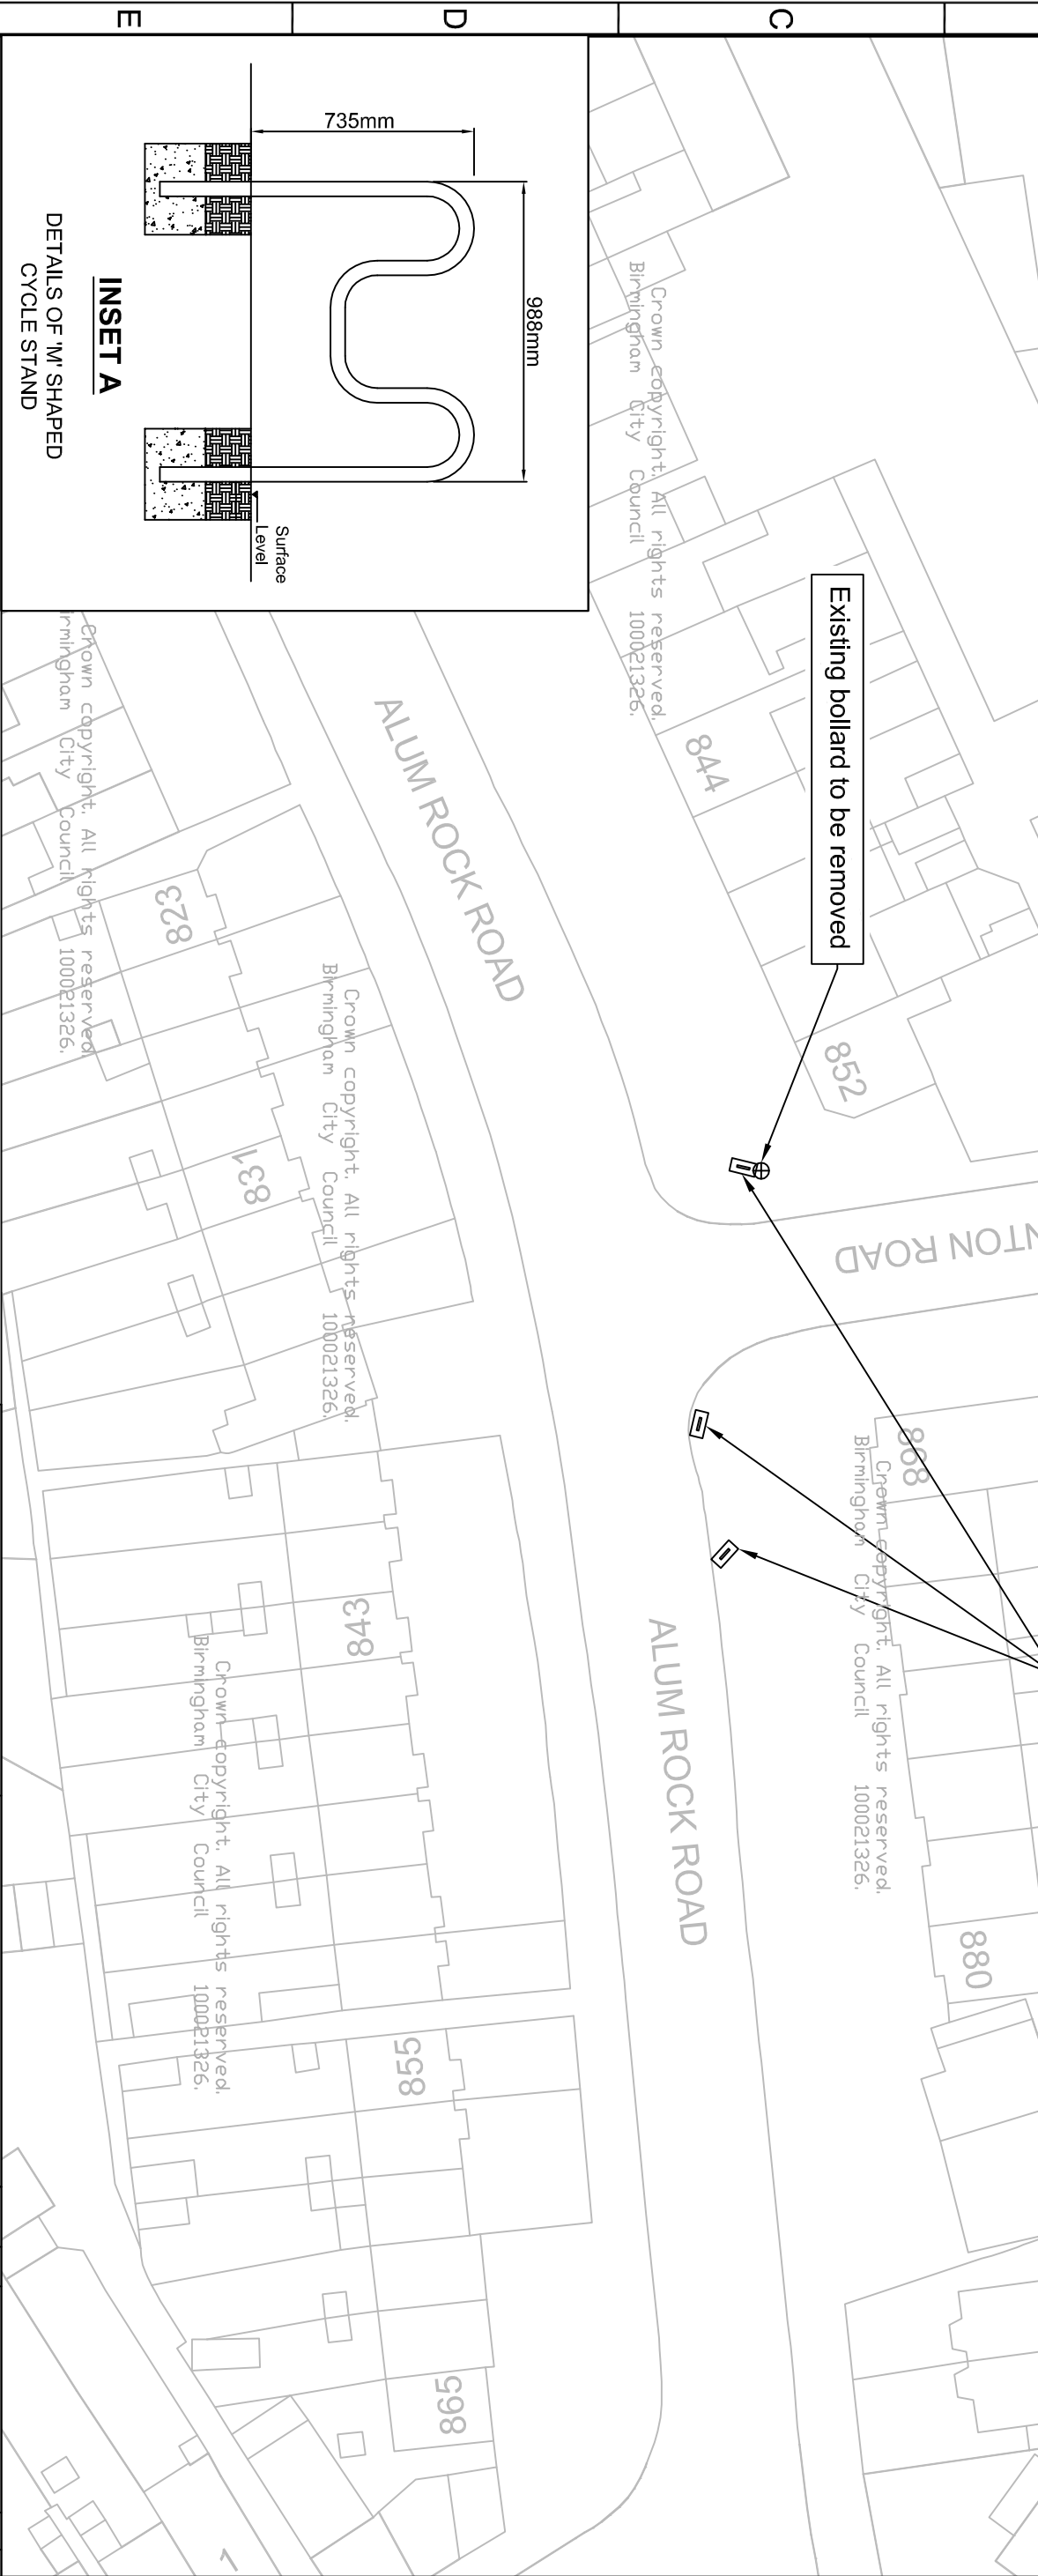 E
D
C
735mm
988mm
Surface
Level
INSET A
DETAILS OF 'M' SHAPED
CYCLE STAND
Existing bollard to be removed
Crown copyright. All rights reserved.
Birmingham City Council 100021326.
844
852
ALUM ROCK ROAD
NTON ROAD
Crown copyright. All rights reserved.
irmingham City Council 100021326.
823
831
Crown copyright. All rights reserved.
Birmingham City Council 100021326.
868
Crown copyright. All rights reserved.
Birmingham City Council 100021326.
880
ALUM ROCK ROAD
843
Crown copyright. All rights reserved.
Birmingham City Council 100021326.
855
865
1